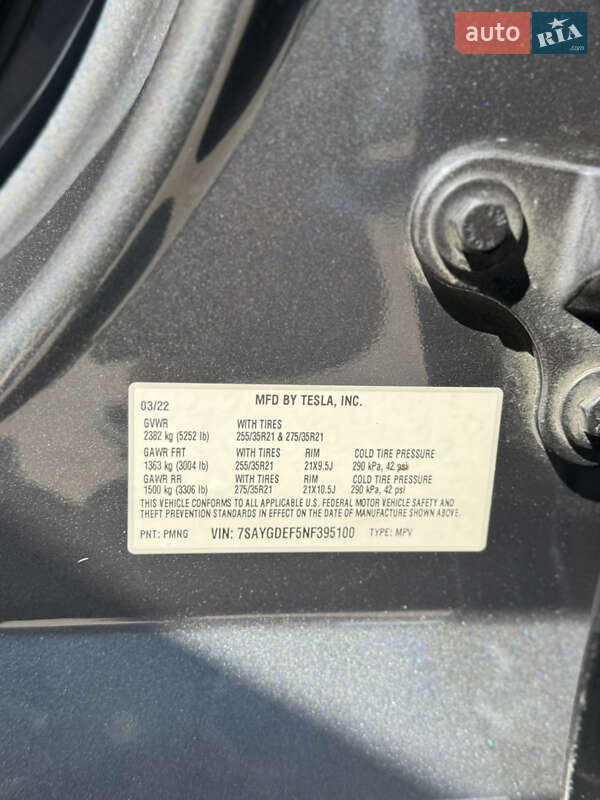 auto RIA .com
03/22 MFD BY TESLA, INC.
GVWR WITH TIRES
2382 kg (5252 lb) 255/35R21 & 275/35R21
GAWR FRT WITH TIRES RIM COLD TIRE PRESSURE
1363 kg (3004 lb) 255/35R21 21X9.5J 290 kPa, 42 psi
GAWR RR WITH TIRES RIM COLD TIRE PRESSURE
1500 kg (3306 lb) 275/35R21 21X10.5J 290 kPa, 42 psi
THIS VEHICLE CONFORMS TO ALL APPLICABLE U.S. FEDERAL MOTOR VEHICLE SAFETY AND
THEFT PREVENTION STANDARDS IN EFFECT ON THE DATE OF MANUFACTURE SHOWN ABOVE.
PNT: PMNG VIN: 7SAYGDEF5NF395100 TYPE: MPV